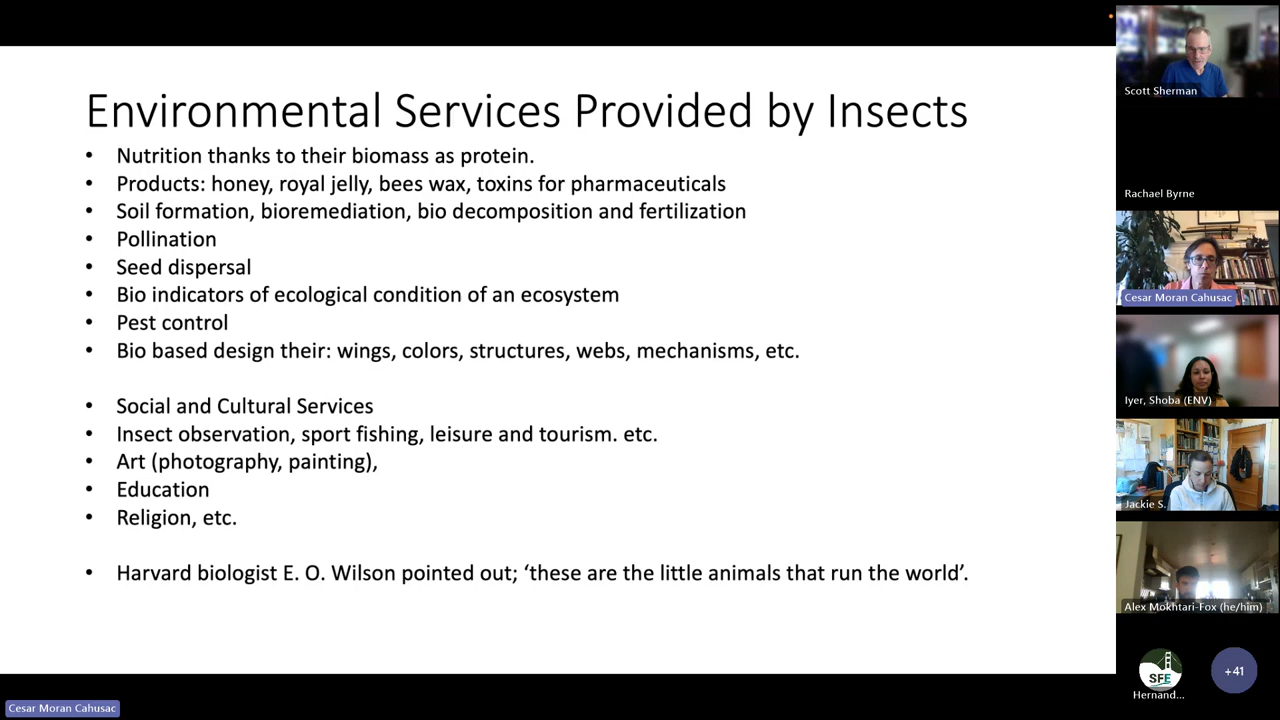 Environmental Services Provided by Insects
• Nutrition thanks to their biomass as protein.
• Products: honey, royal jelly, bees wax, toxins for pharmaceuticals
• Soil formation, bioremediation, bio decomposition and fertilization
• Pollination
• Seed dispersal
• Bio indicators of ecological condition of an ecosystem
• Pest control
• Bio based design their: wings, colors, structures, webs, mechanisms, etc.
• Social and Cultural Services
• Insect observation, sport fishing, leisure and tourism. etc.
• Art (photography, painting),
• Education
• Religion, etc.
• Harvard biologist E. O. Wilson pointed out; ‘these are the little animals that run the world’.
Scott Sherman
Rachael Byrne
Cesar Moran Cahusac
Iyer, Shoba (ENV)
Jackie S.
Alex Mokhtari-Fox (he/him)
SFE
Hernand...
+41
Cesar Moran Cahusac